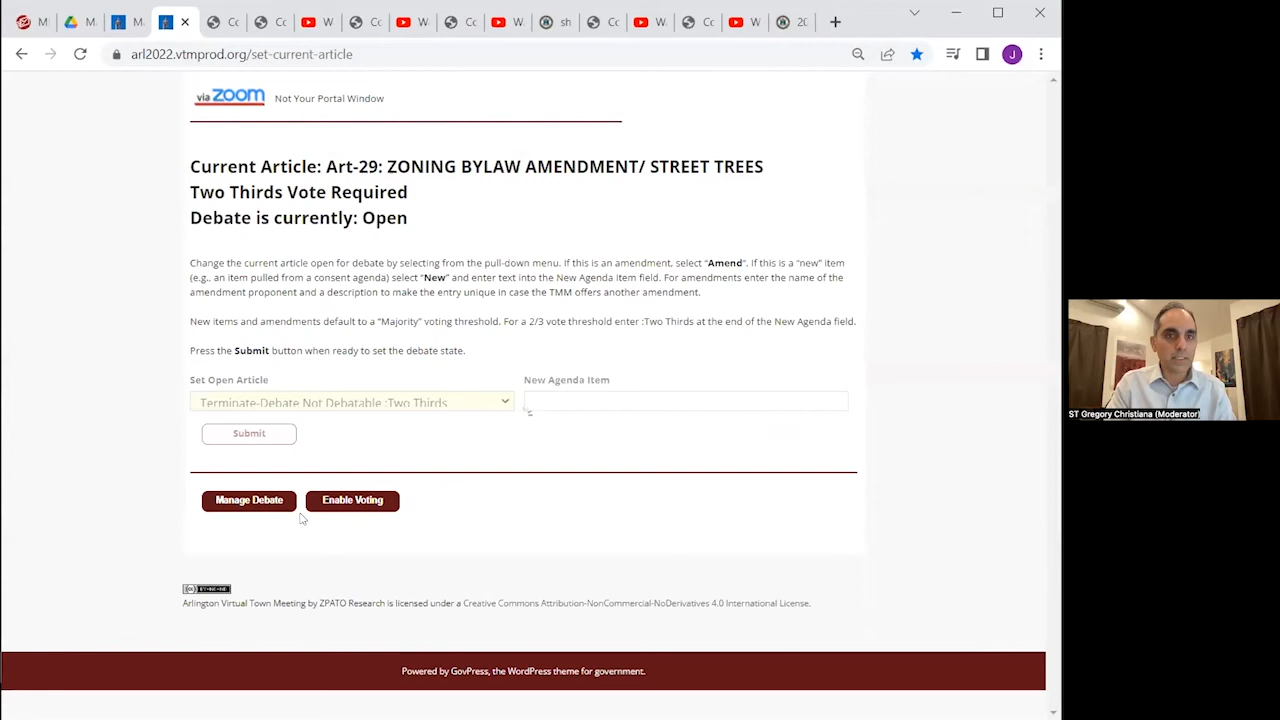 M
M
M
Co
Co
W
Co
W
Co
W
sh
Co
W
Co
W
20
arl2022.vtmprod.org/set-current-article
J
via zoom Not Your Portal Window
Current Article: Art-29: ZONING BYLAW AMENDMENT/ STREET TREES
Two Thirds Vote Required
Debate is currently: Open
Change the current article open for debate by selecting from the pull-down menu. If this is an amendment, select "Amend". If this is a "new" item
(e.g., an item pulled from a consent agenda) select "New" and enter text into the New Agenda Item field. For amendments enter the name of the
amendment proponent and a description to make the entry unique in case the TMM offers another amendment.
New items and amendments default to a "Majority" voting threshold. For a 2/3 vote threshold enter :Two Thirds at the end of the New Agenda field.
Press the Submit button when ready to set the debate state.
Set Open Article New Agenda Item
Terminate-Debate Not Debatable :Two Thirds
Submit
Manage Debate Enable Voting
Arlington Virtual Town Meeting by ZPATO Research is licensed under a Creative Commons Attribution-NonCommercial-NoDerivatives 4.0 International License.
Powered by GovPress, the WordPress theme for government.
ST Gregory Christiana (Moderator)